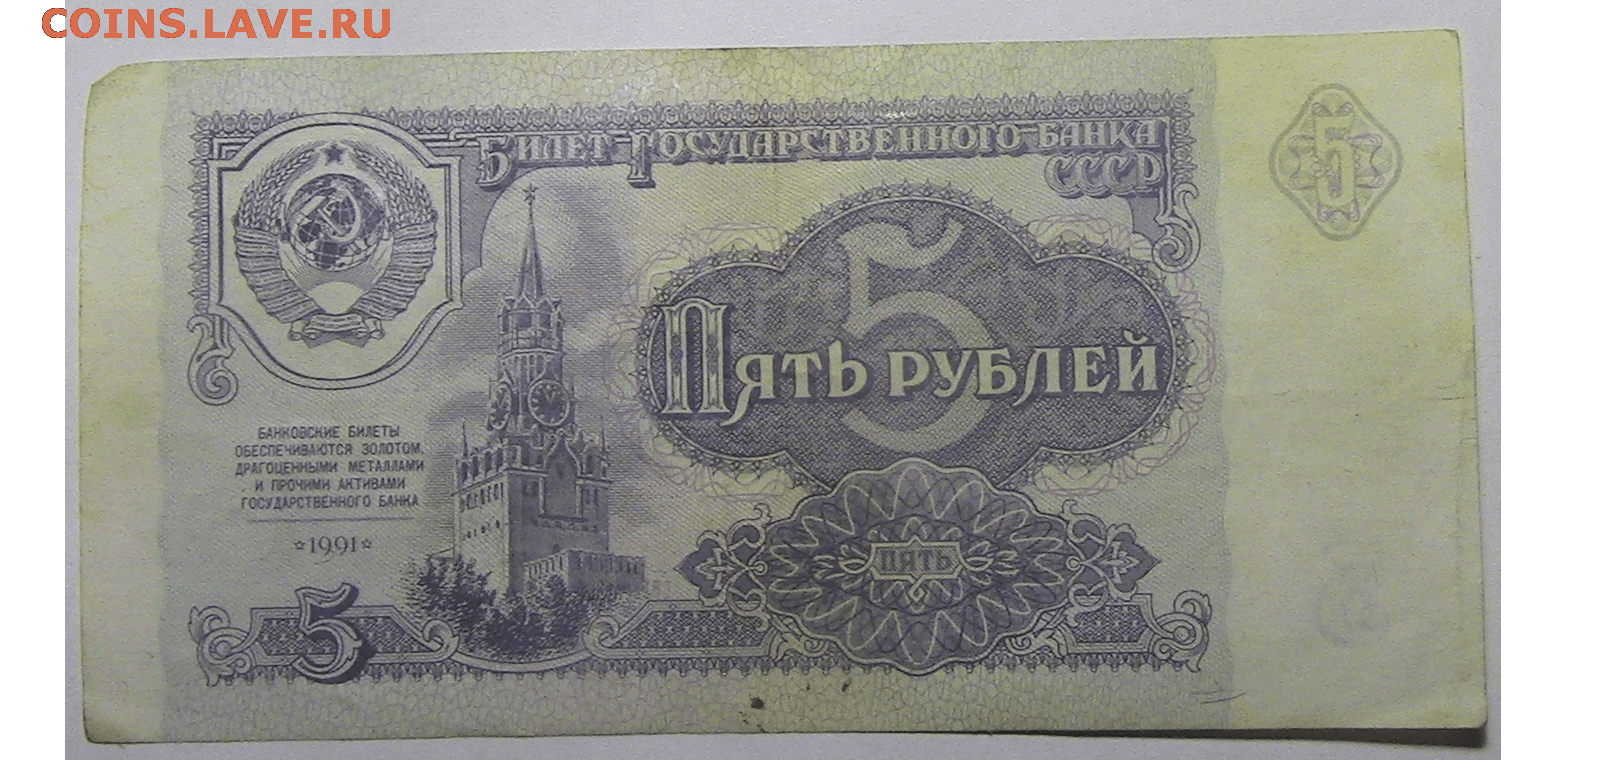 COINS.LAVE.RU
БИЛЕТ ГОСУДАРСТВЕННОГО БАНКА
СССР
5
5
ПЯТЬ РУБЛЕЙ
БАНКОВСКИЕ БИЛЕТЫ
ОБЕСПЕЧИВАЮТСЯ ЗОЛОТОМ,
ДРАГОЦЕННЫМИ МЕТАЛЛАМИ
И ПРОЧИМИ АКТИВАМИ
ГОСУДАРСТВЕННОГО БАНКА
☆1991☆
ПЯТЬ
5